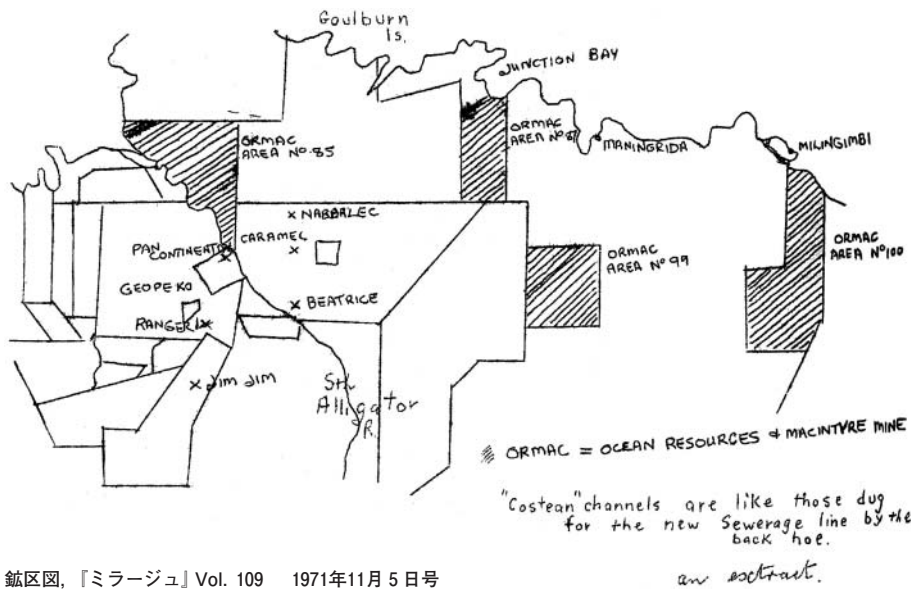 Goulburn
Is.
JUNCTION BAY
ORMAC
AREA NO. 85
ORMAC
AREA NO
MANINGRIDA
MILINGIMBI
NABARLEC
PAN
CONTINENTO
CARAMEL
ORMAC
AREA NO 99
ORMAC
AREA NO 100
GEOPEKO
BEATRICE
RANGER
JIM JIM
Sth
Alligator
R.
ORMAC = OCEAN RESOURCES & MACINTYRE MINE
"Costean" channels are like those dug
for the new Sewerage line by the
back hoe.
an exctract.
鉱区図, 『ミラージュ』Vol. 109 1971年11月5日号